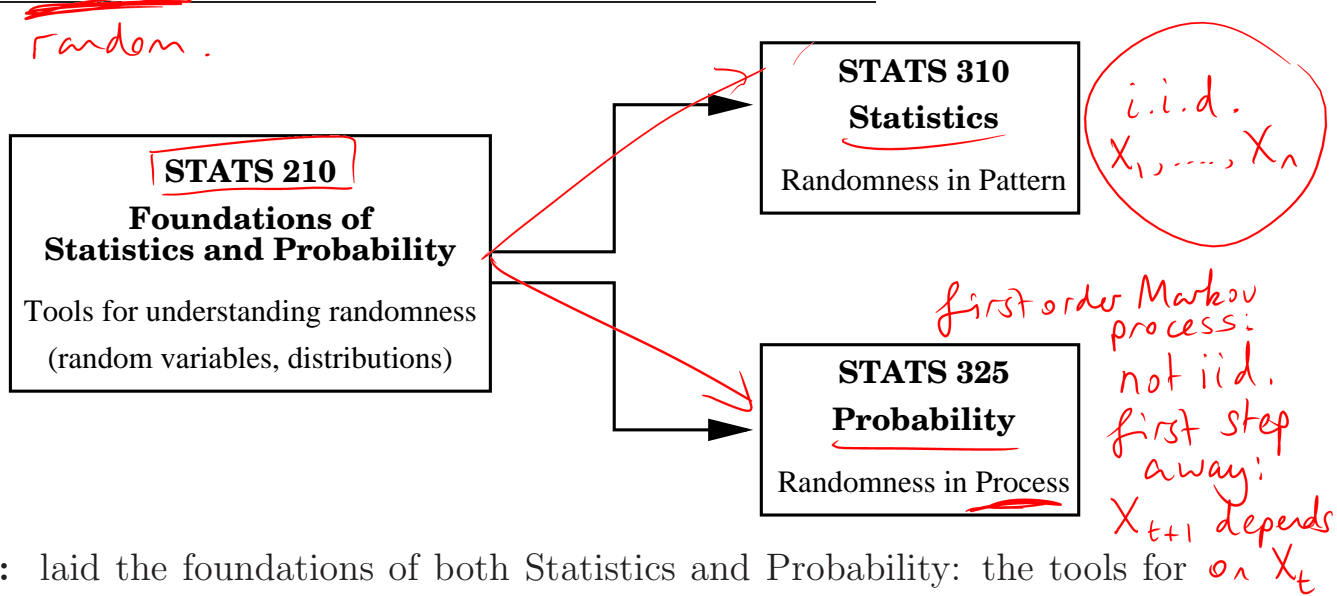 random.
STATS 210
Foundations of
Statistics and Probability
Tools for understanding randomness
(random variables, distributions)
STATS 310
Statistics
Randomness in Pattern
i.i.d.
X₁, ....., Xₙ
first order Markov
process:
not iid.
first step
away:
Xₜ₊₁ depends
on Xₜ
STATS 325
Probability
Randomness in Process
: laid the foundations of both Statistics and Probability: the tools for